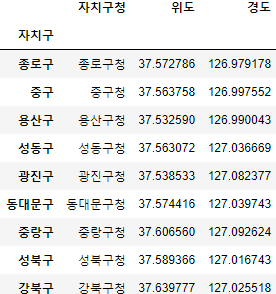 자치구청 위도 경도
자치구
종로구 종로구청 37.572786 126.979178
중구 중구청 37.563758 126.997552
용산구 용산구청 37.532590 126.990043
성동구 성동구청 37.563072 127.036669
광진구 광진구청 37.538533 127.082377
동대문구 동대문구청 37.574416 127.039743
중랑구 중랑구청 37.606560 127.092624
성북구 성북구청 37.589366 127.016743
강북구 강북구청 37.639777 127.025518